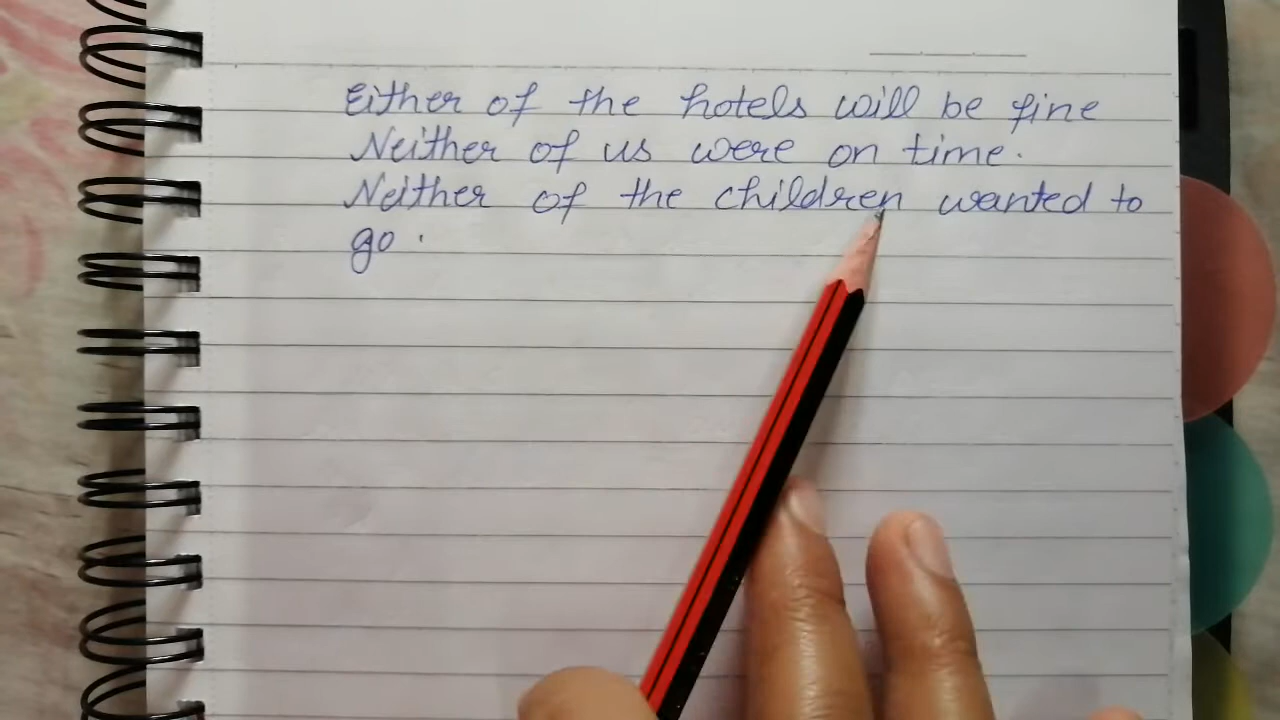 Either of the hotels will be fine
Neither of us were on time.
Neither of the children wanted to
go.